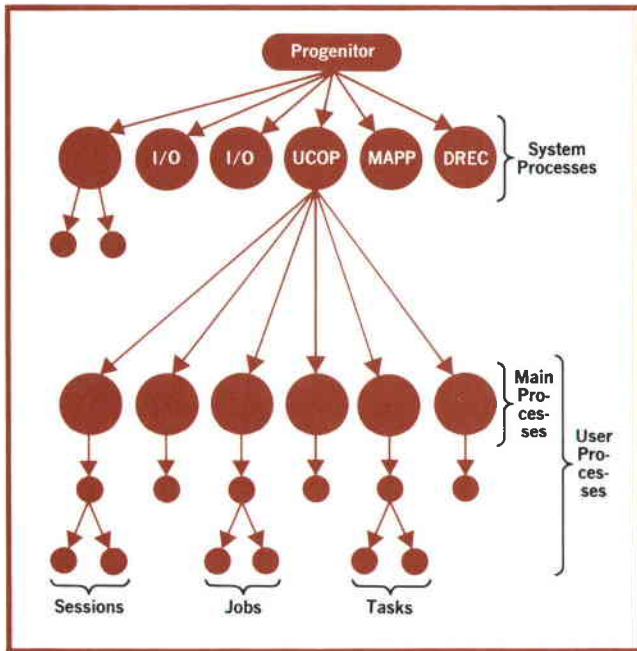 Progenitor
I/O
I/O
UCOP
MAPP
DREC
System
Processes
Main
Pro-
ces-
ses
User
Pro-
ces-
ses
Sessions
Jobs
Tasks